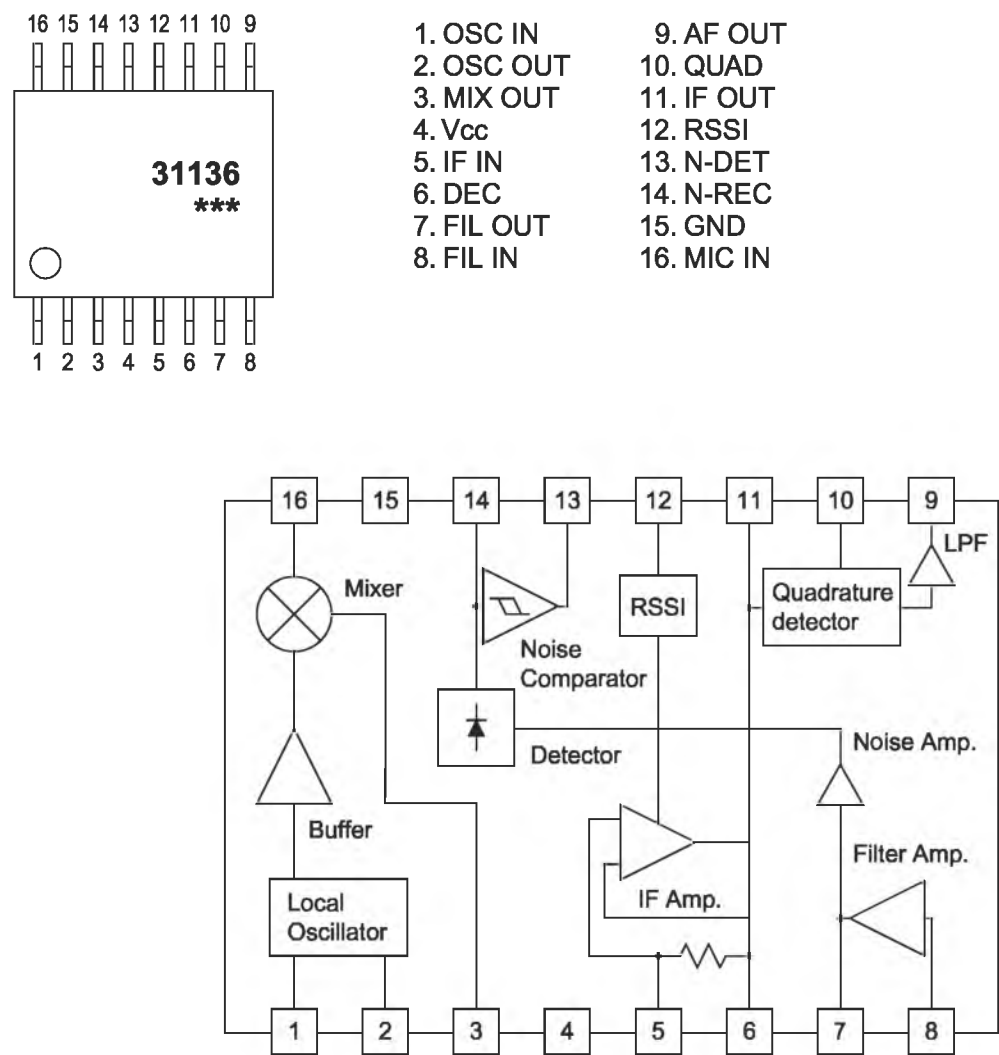 16 15 14 13 12 11 10 9
31136
***
1 2 3 4 5 6 7 8
1. OSC IN
2. OSC OUT
3. MIX OUT
4. Vcc
5. IF IN
6. DEC
7. FIL OUT
8. FIL IN
9. AF OUT
10. QUAD
11. IF OUT
12. RSSI
13. N-DET
14. N-REC
15. GND
16. MIC IN
16 15 14 13 12 11 10 9
LPF
Mixer
RSSI
Quadrature
detector
Noise
Comparator
Detector
Noise Amp.
Buffer
Filter Amp.
IF Amp.
Local
Oscillator
1 2 3 4 5 6 7 8